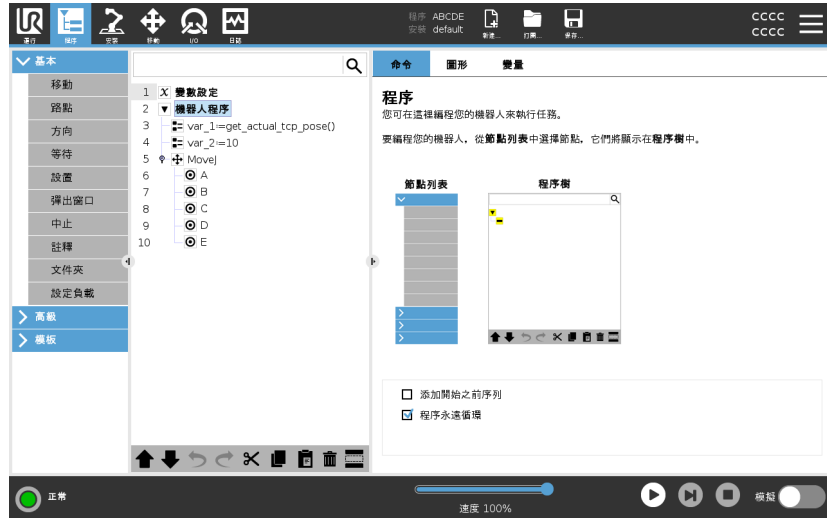 UR
運行
程序
安裝
移動
I/O
日誌
程序 ABCDE
安裝 default
新建...
打開...
保存...
cccc
cccc
基本
移動
路點
方向
等待
設置
彈出窗口
中止
註釋
文件夾
設定負載
高級
模板
1 X 變數設定
2 機器人程序
3 var_1≔get_actual_tcp_pose()
4 var_2≔10
5 MoveJ
6 A
7 B
8 C
9 D
10 E
命令 圖形 變量
程序
您可在這裡編程您的機器人來執行任務。
要編程您的機器人，從節點列表中選擇節點，它們將顯示在程序樹中。
節點列表 程序樹
添加開始之前序列
程序永遠循環
正常
速度 100%
模擬